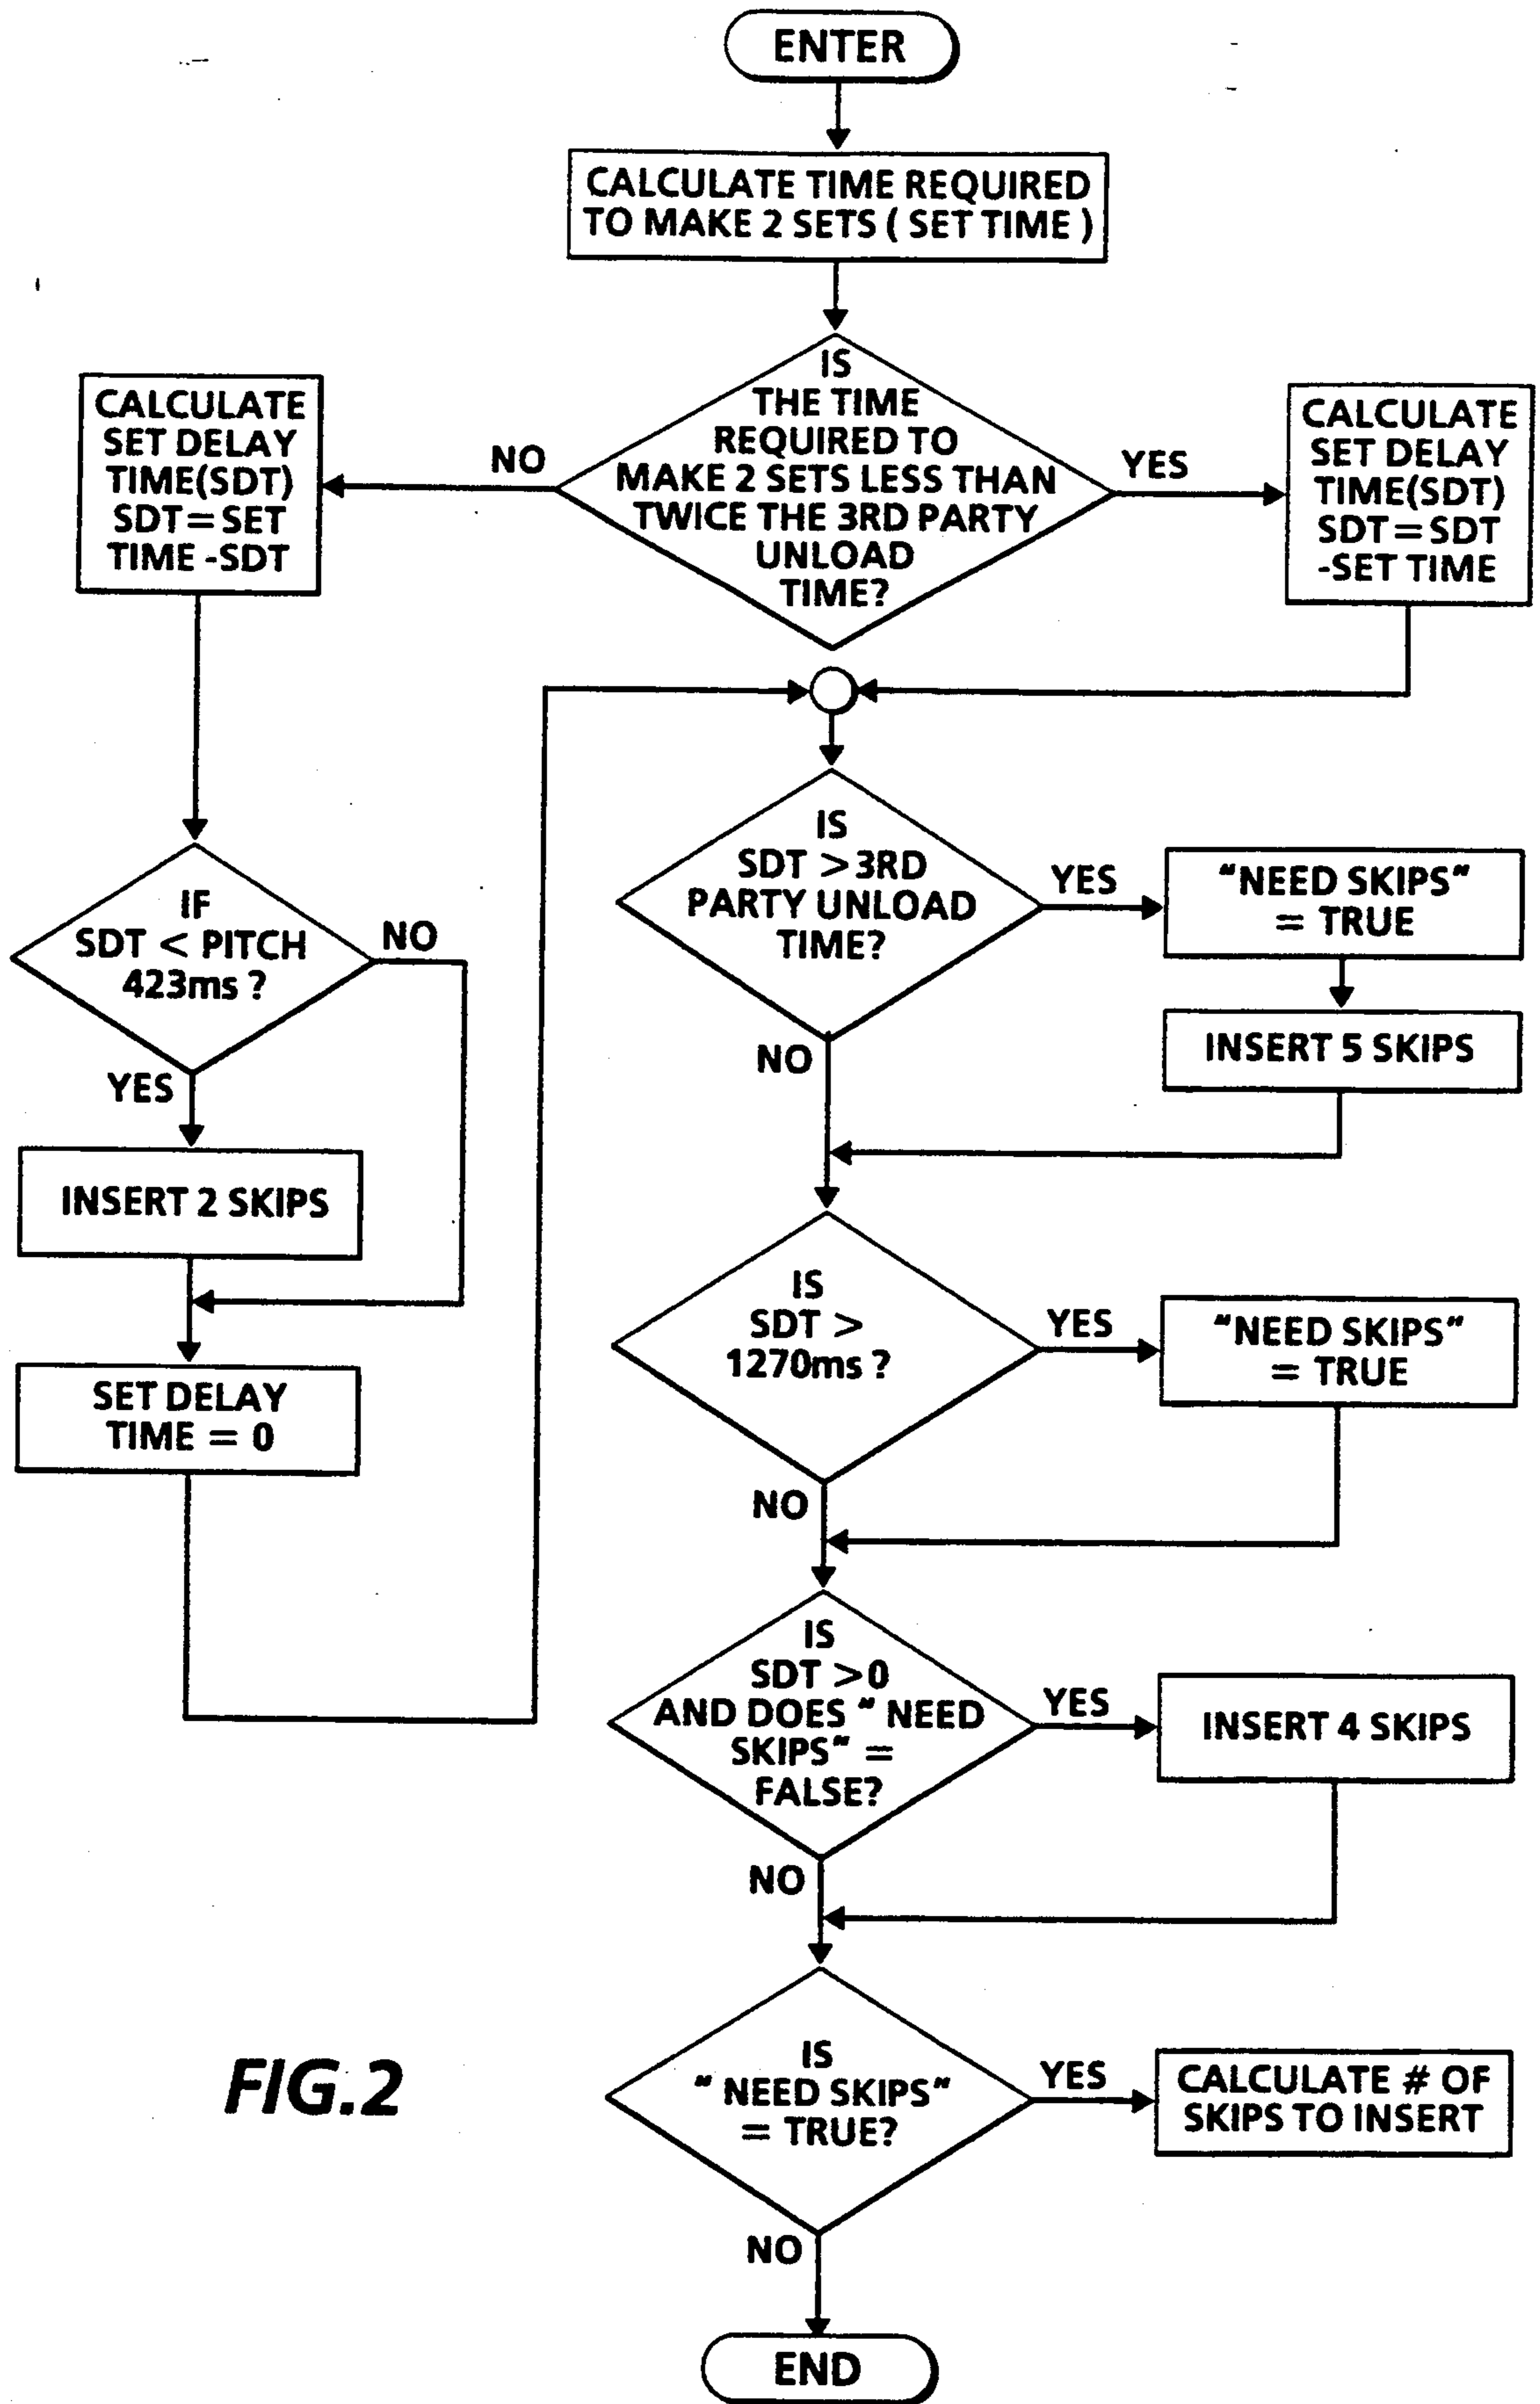 ENTER
CALCULATE TIME REQUIRED
TO MAKE 2 SETS ( SET TIME )
IS
THE TIME
REQUIRED TO
MAKE 2 SETS LESS THAN
TWICE THE 3RD PARTY
UNLOAD
TIME?
NO
YES
CALCULATE
SET DELAY
TIME(SDT)
SDT=SET
TIME -SDT
CALCULATE
SET DELAY
TIME(SDT)
SDT=SDT
-SET TIME
IF
SDT < PITCH
423ms ?
NO
YES
INSERT 2 SKIPS
SET DELAY
TIME = 0
IS
SDT >3RD
PARTY UNLOAD
TIME?
YES
"NEED SKIPS"
= TRUE
INSERT 5 SKIPS
NO
IS
SDT >
1270ms ?
YES
"NEED SKIPS"
= TRUE
NO
IS
SDT >0
AND DOES " NEED
SKIPS" =
FALSE?
YES
INSERT 4 SKIPS
NO
IS
" NEED SKIPS"
= TRUE?
YES
CALCULATE # OF
SKIPS TO INSERT
NO
END
FIG.2